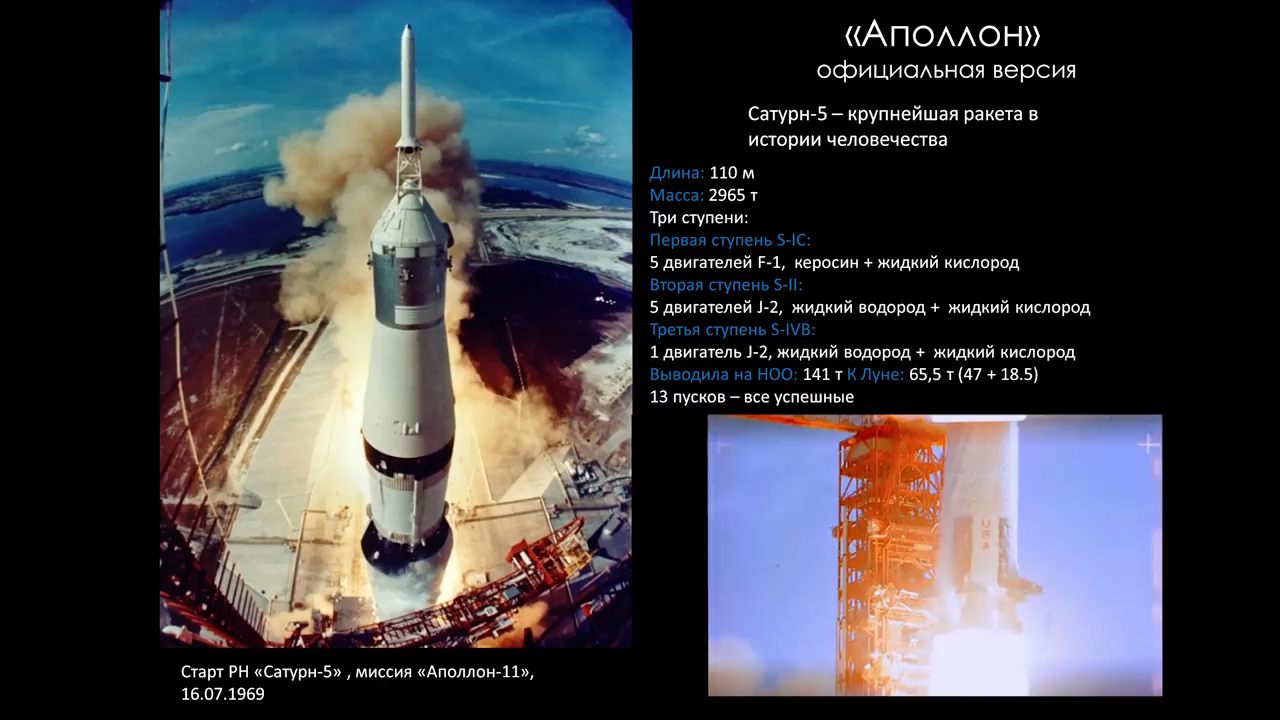 «Аполлон»
официальная версия
Сатурн-5 – крупнейшая ракета в
истории человечества
Длина: 110 м
Масса: 2965 т
Три ступени:
Первая ступень S-IC:
5 двигателей F-1, керосин + жидкий кислород
Вторая ступень S-II:
5 двигателей J-2, жидкий водород + жидкий кислород
Третья ступень S-IVB:
1 двигатель J-2, жидкий водород + жидкий кислород
Выводила на НОО: 141 т К Луне: 65,5 т (47 + 18.5)
13 пусков – все успешные
USA
Старт РН «Сатурн-5» , миссия «Аполлон-11»,
16.07.1969